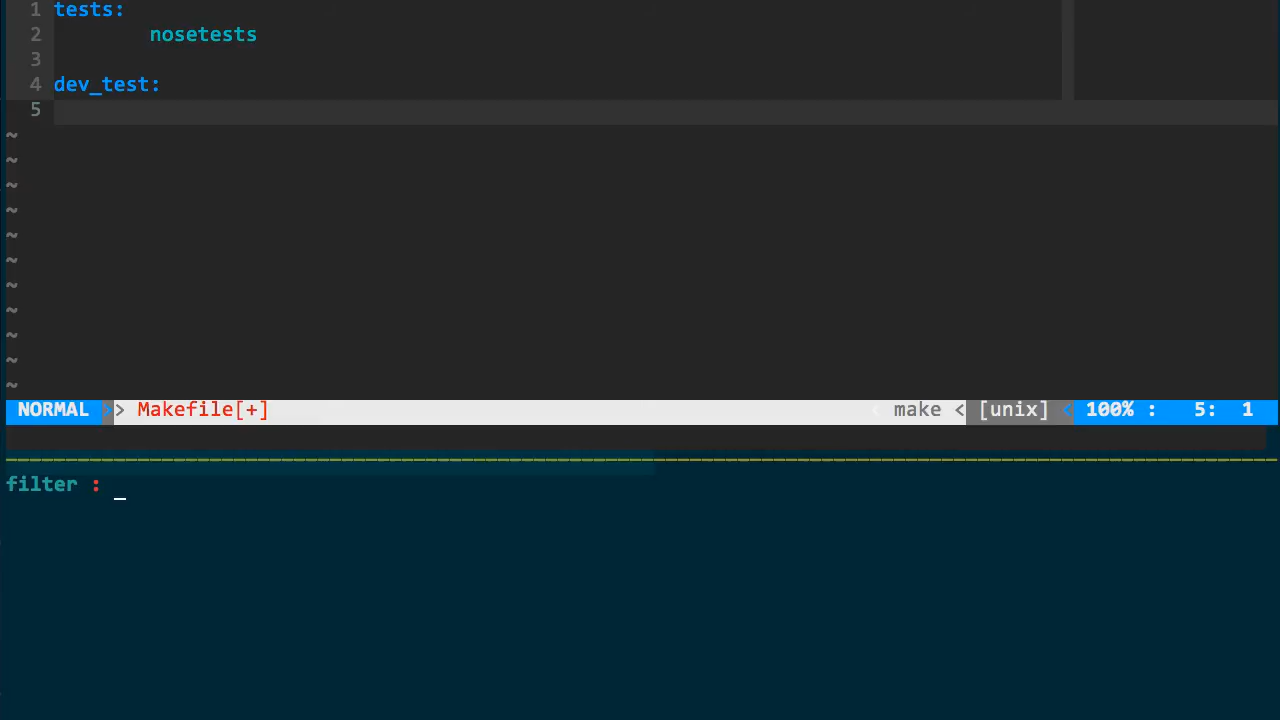 1 tests:
2 nosetests
3
4 dev_test:
5
~
~
~
~
~
~
~
~
~
~
~
NORMAL > > Makefile[+] < make < [unix] < 100% : 5: 1
filter : _